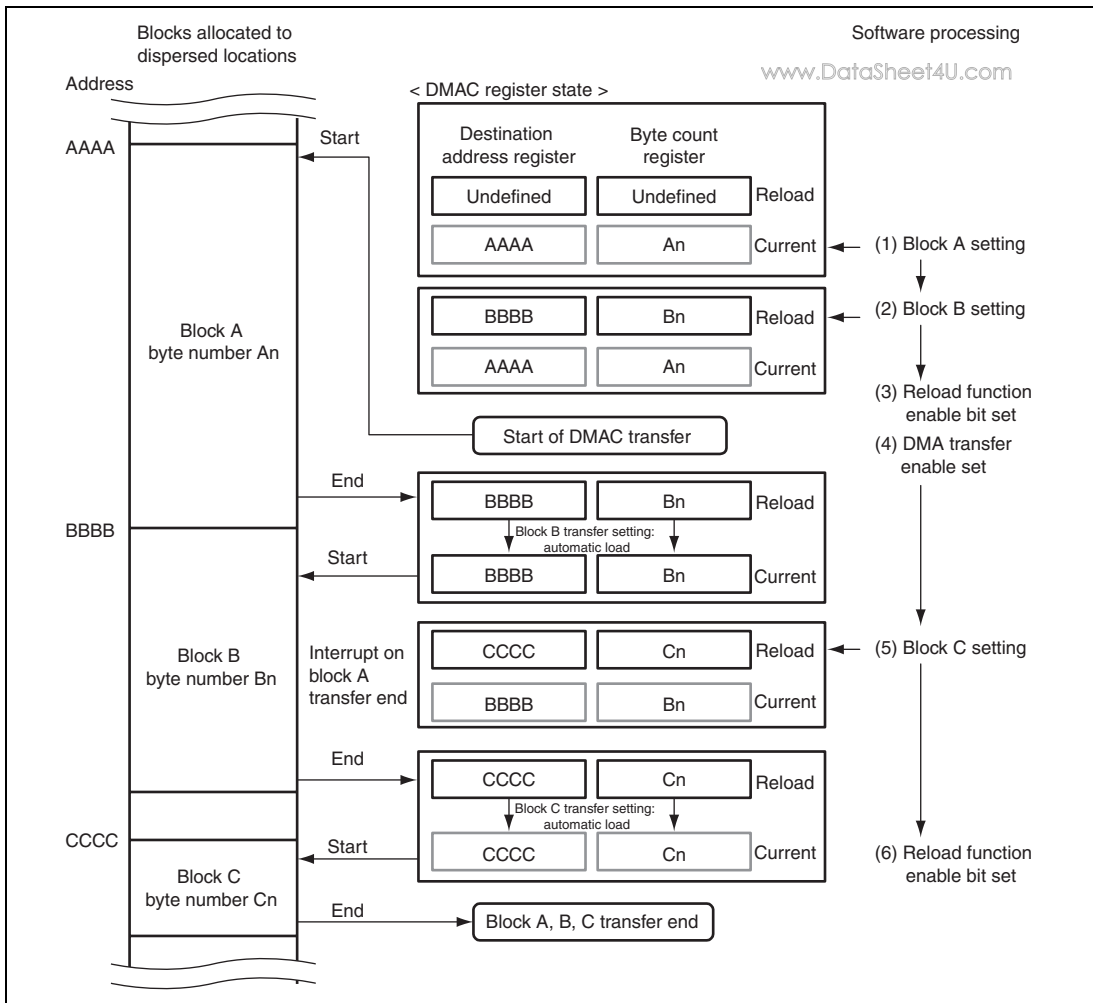 Blocks allocated to
dispersed locations
Software processing
www.DataSheet4U.com
Address
< DMAC register state >
AAAA
Start
Destination
address register
Byte count
register
Undefined
Undefined
Reload
AAAA
An
Current
(1) Block A setting
Block A
byte number An
BBBB
Bn
Reload
(2) Block B setting
AAAA
An
Current
(3) Reload function
enable bit set
Start of DMAC transfer
(4) DMA transfer
enable set
End
BBBB
Bn
Reload
BBBB
Block B transfer setting:
automatic load
Start
BBBB
Bn
Current
Block B
byte number Bn
Interrupt on
block A
transfer end
CCCC
Cn
Reload
(5) Block C setting
BBBB
Bn
Current
End
CCCC
Cn
Reload
Block C transfer setting:
automatic load
CCCC
Start
CCCC
Cn
Current
(6) Reload function
enable bit set
Block C
byte number Cn
End
Block A, B, C transfer end